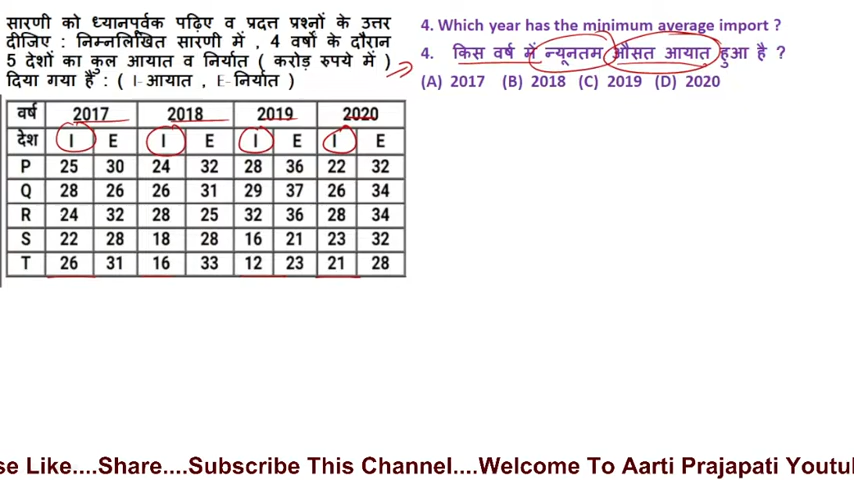 सारणी को ध्यानपूर्वक पढ़िए व प्रदत्त प्रश्नों के उत्तर
दीजिए : निम्नलिखित सारणी में , 4 वर्षो के दौरान
5 देशों का कुल आयात व निर्यात ( करोड़ रुपये में )
दिया गया है : ( I-आयात , E-निर्यात )
वर्ष 2017 2018 2019 2020
देश I E I E I E I E
P 25 30 24 32 28 36 22 32
Q 28 26 26 31 29 37 26 34
R 24 32 28 25 32 36 28 34
S 22 28 18 28 16 21 23 32
T 26 31 16 33 12 23 21 28
4. Which year has the minimum average import ?
4. किस वर्ष में न्यूनतम औसत आयात हुआ है ?
(A) 2017 (B) 2018 (C) 2019 (D) 2020
se Like....Share....Subscribe This Channel....Welcome To Aarti Prajapati Youtu